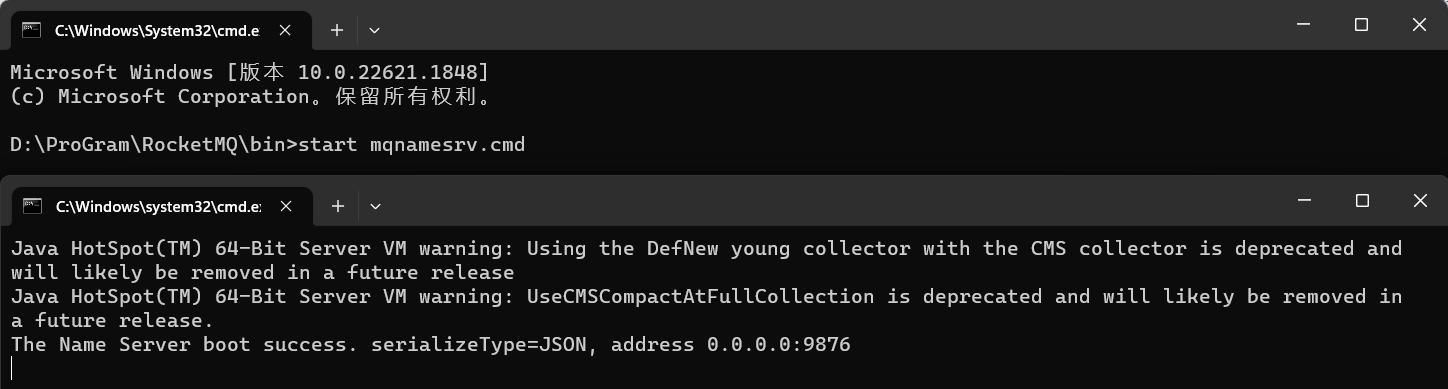 C:\Windows\System32\cmd.e
Microsoft Windows [版本 10.0.22621.1848]
(c) Microsoft Corporation。保留所有权利。
D:\ProGram\RocketMQ\bin>start mqnamesrv.cmd
C:\Windows\system32\cmd.e
Java HotSpot(TM) 64-Bit Server VM warning: Using the DefNew young collector with the CMS collector is deprecated and
will likely be removed in a future release
Java HotSpot(TM) 64-Bit Server VM warning: UseCMSCompactAtFullCollection is deprecated and will likely be removed in
a future release.
The Name Server boot success. serializeType=JSON, address 0.0.0.0:9876